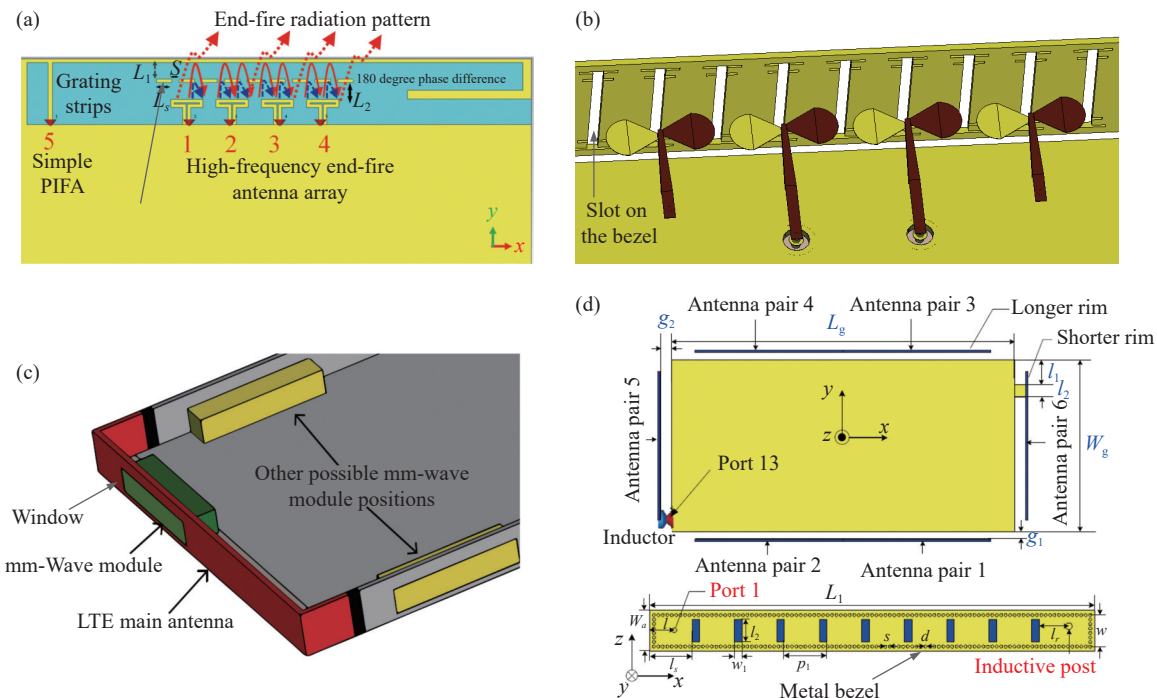 (a)
End-fire radiation pattern
L1
S
Grating
strips
Ls
180 degree phase difference
L2
5
1
2
3
4
Simple
PIFA
High-frequency end-fire
antenna array
y
x
(b)
Slot on
the bezel
(c)
Other possible mm-wave
module positions
Window
mm-Wave module
LTE main antenna
(d)
Antenna pair 4
Antenna pair 3
Longer rim
g2
Lg
Shorter rim
l1
l2
Antenna pair 5
y
x
z
Antenna pair 6
Wg
Port 13
Inductor
g1
Antenna pair 2
Antenna pair 1
Port 1
L1
Wa
l
l2
lr
w
z
s
d
ls
w1
p1
Inductive post
y
x
Metal bezel